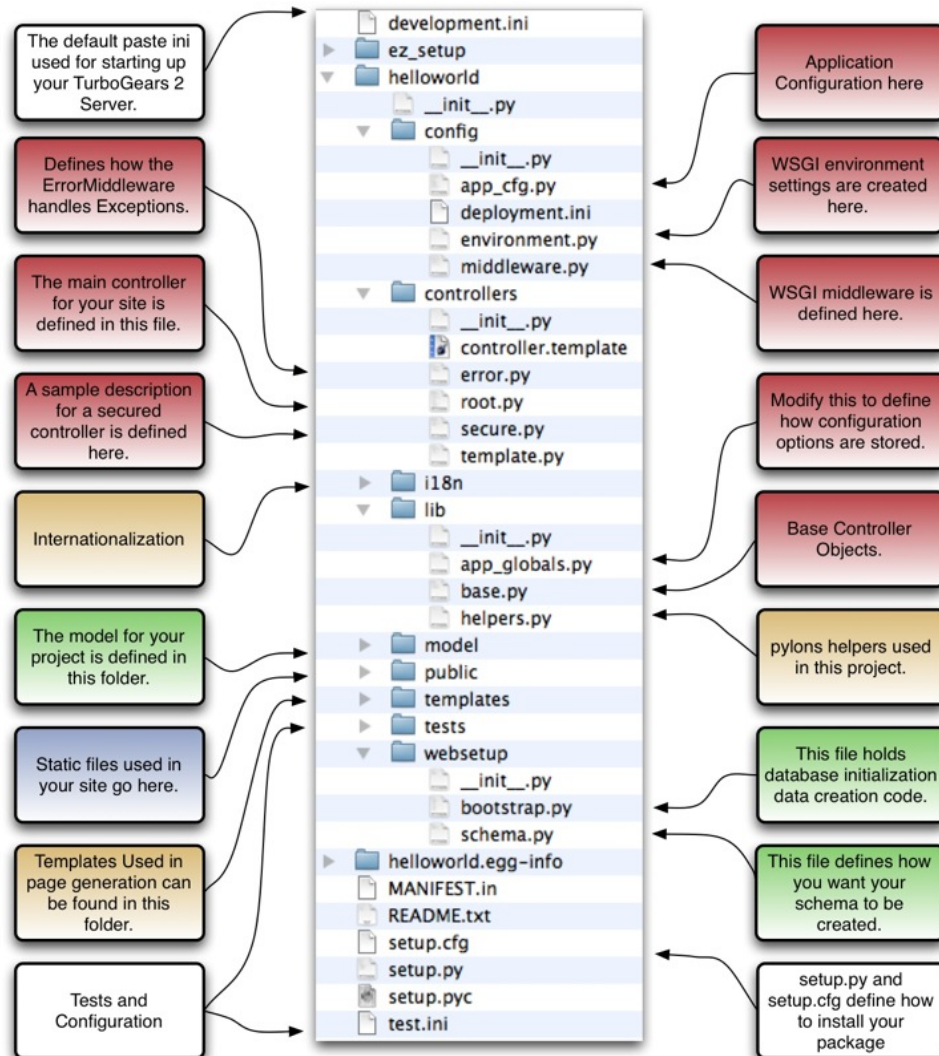 The default paste ini
used for starting up
your TurboGears 2
Server.
Defines how the
ErrorMiddleware
handles Exceptions.
The main controller
for your site is
defined in this file.
A sample description
for a secured
controller is defined
here.
Internationalization
The model for your
project is defined in
this folder.
Static files used in
your site go here.
Templates Used in
page generation can
be found in this
folder.
Tests and
Configuration
development.ini
ez_setup
helloworld
__init__.py
config
__init__.py
app_cfg.py
deployment.ini
environment.py
middleware.py
controllers
__init__.py
controller.template
error.py
root.py
secure.py
template.py
i18n
lib
__init__.py
app_globals.py
base.py
helpers.py
model
public
templates
tests
websetup
__init__.py
bootstrap.py
schema.py
helloworld.egg-info
MANIFEST.in
README.txt
setup.cfg
setup.py
setup.pyc
test.ini
Application
Configuration here
WSGI environment
settings are created
here.
WSGI middleware is
defined here.
Modify this to define
how configuration
options are stored.
Base Controller
Objects.
pylons helpers used
in this project.
This file holds
database initialization
data creation code.
This file defines how
you want your
schema to be
created.
setup.py and
setup.cfg define how
to install your
package